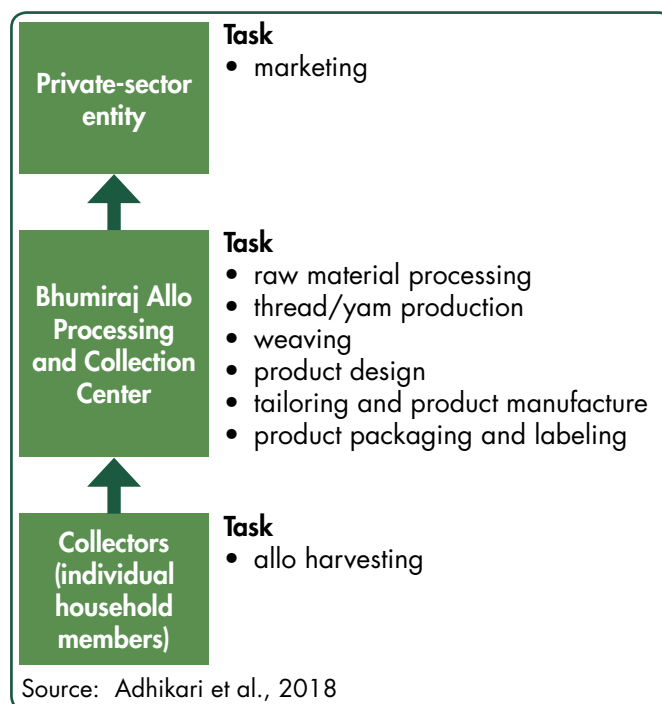 Private-sector
entity
Task
• marketing
Bhumiraj Allo
Processing
and Collection
Center
Task
• raw material processing
• thread/yam production
• weaving
• product design
• tailoring and product manufacture
• product packaging and labeling
Collectors
(individual
household
members)
Task
• allo harvesting
Source: Adhikari et al., 2018